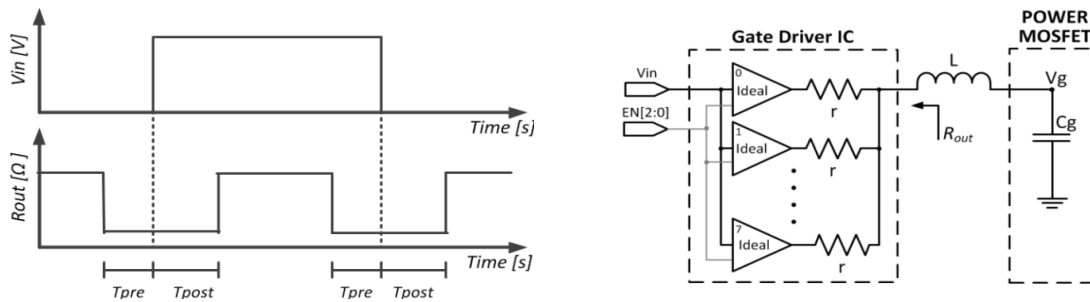 Vin [V]
Time [s]
Rout [Ω]
Time [s]
Tpre
Tpost
Tpre
Tpost
Gate Driver IC
POWER
MOSFET
Vin
EN[2:0]
0
Ideal
r
1
Ideal
r
7
Ideal
r
L
Rout
Vg
Cg